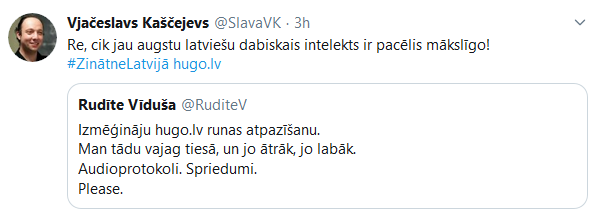 Vjačeslavs Kaščejevs @SlavaVK · 3h
Re, cik jau augstu latviešu dabiskais intelekts ir pacēlis mākslīgo!
#ZinātneLatvijā hugo.lv
Rudīte Vīduša @RuditeV
Izmēģināju hugo.lv runas atpazīšanu.
Man tādu vajag tiesā, un jo ātrāk, jo labāk.
Audioprotokoli. Spriedumi.
Please.